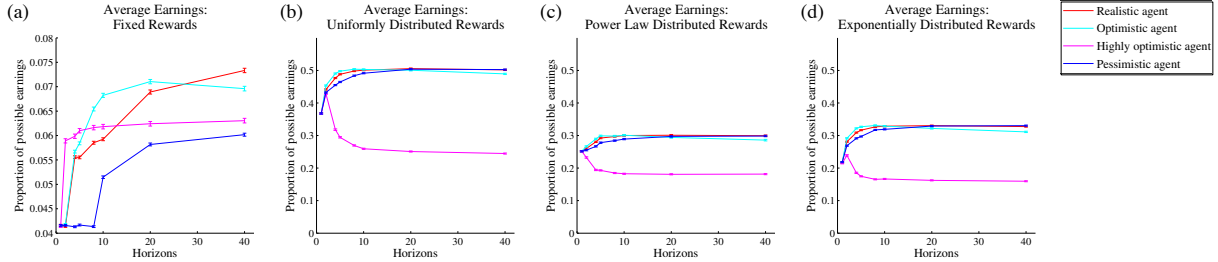 (a)
Average Earnings:
Fixed Rewards
Proportion of possible earnings
0.08
0.075
0.07
0.065
0.06
0.055
0.05
0.045
0.04
0
10
20
30
40
Horizons
(b)
Average Earnings:
Uniformly Distributed Rewards
Proportion of possible earnings
0.6
0.5
0.4
0.3
0.2
0.1
0
0
10
20
30
40
Horizons
(c)
Average Earnings:
Power Law Distributed Rewards
Proportion of possible earnings
0.6
0.5
0.4
0.3
0.2
0.1
0
0
10
20
30
40
Horizons
(d)
Average Earnings:
Exponentially Distributed Rewards
Proportion of possible earnings
0.6
0.5
0.4
0.3
0.2
0.1
0
0
10
20
30
40
Horizons
Realistic agent
Optimistic agent
Highly optimistic agent
Pessimistic agent